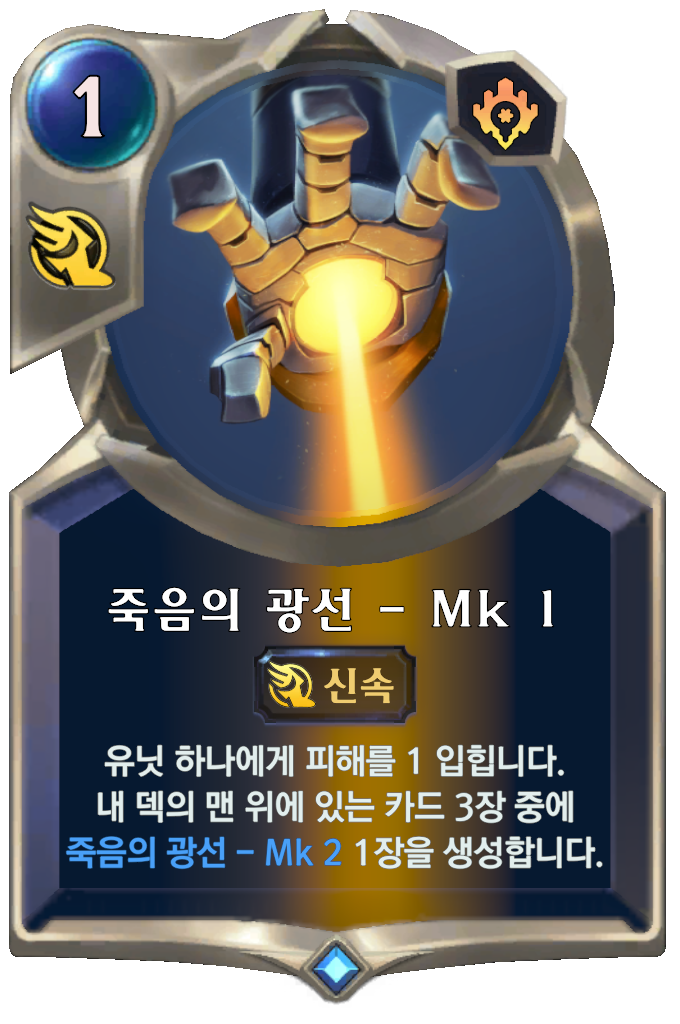 1
죽음의 광선 - Mk 1
신속
유닛 하나에게 피해를 1 입힙니다.
내 덱의 맨 위에 있는 카드 3장 중에
죽음의 광선 - Mk 2 1장을 생성합니다.